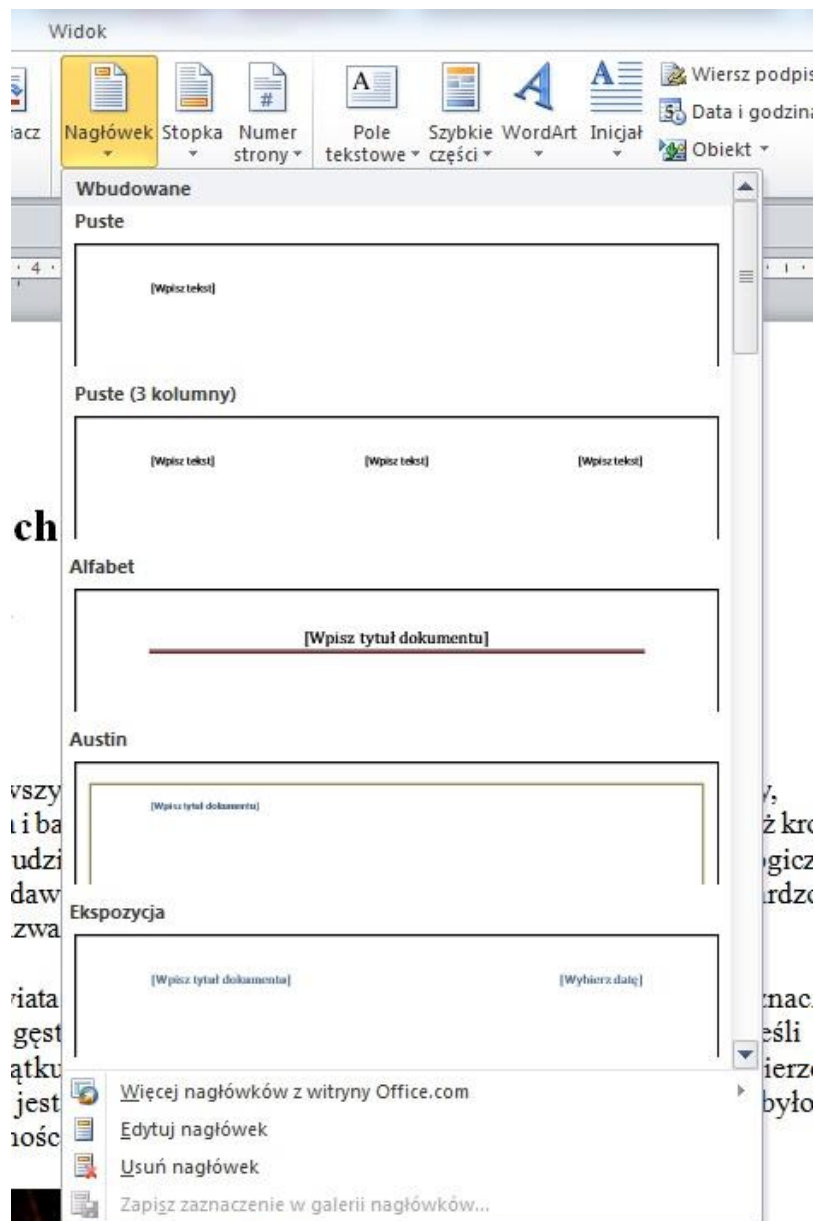 Widok
Wiersz podpis
Data i godzina
Obiekt
Nagłówek Stopka Numer strony Pole tekstowe Szybkie części WordArt Inicjał
Wbudowane
Puste
4
[Wpisz tekst]
Puste (3 kolumny)
[Wpisz tekst] [Wpisz tekst] [Wpisz tekst]
ch
Alfabet
[Wpisz tytuł dokumentu]
Austin
[Wpisz tytuł dokumentu]
Ekspozycja
[Wpisz tytuł dokumentu] [Wybierz datę]
Więcej nagłówków z witryny Office.com
Edytuj nagłówek
Usuń nagłówek
Zapisz zaznaczenie w galerii nagłówków...